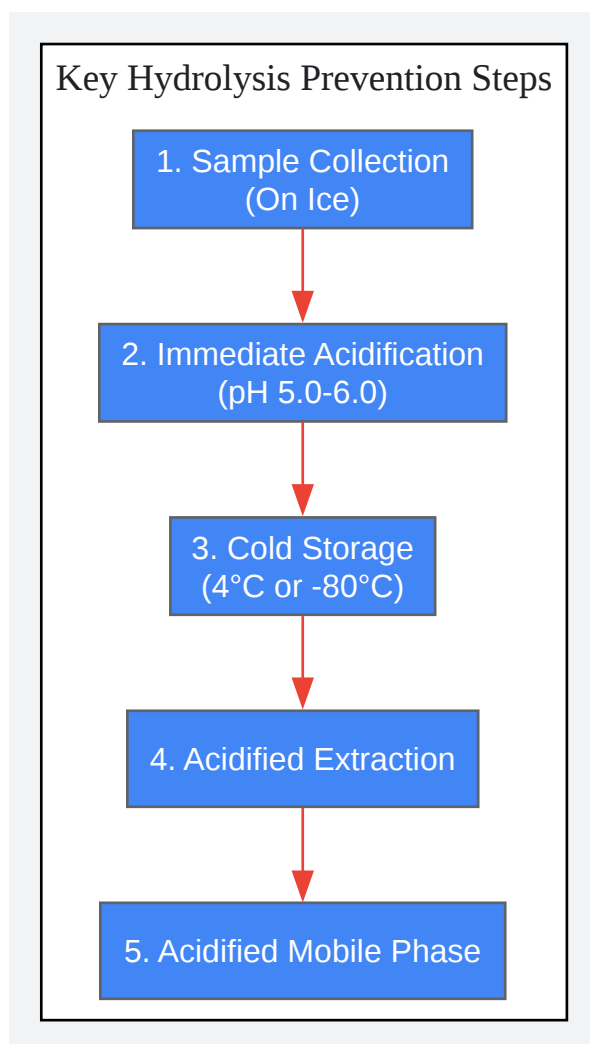 Key Hydrolysis Prevention Steps
1. Sample Collection
(On Ice)
2. Immediate Acidification
(pH 5.0-6.0)
3. Cold Storage
(4°C or -80°C)
4. Acidified Extraction
5. Acidified Mobile Phase